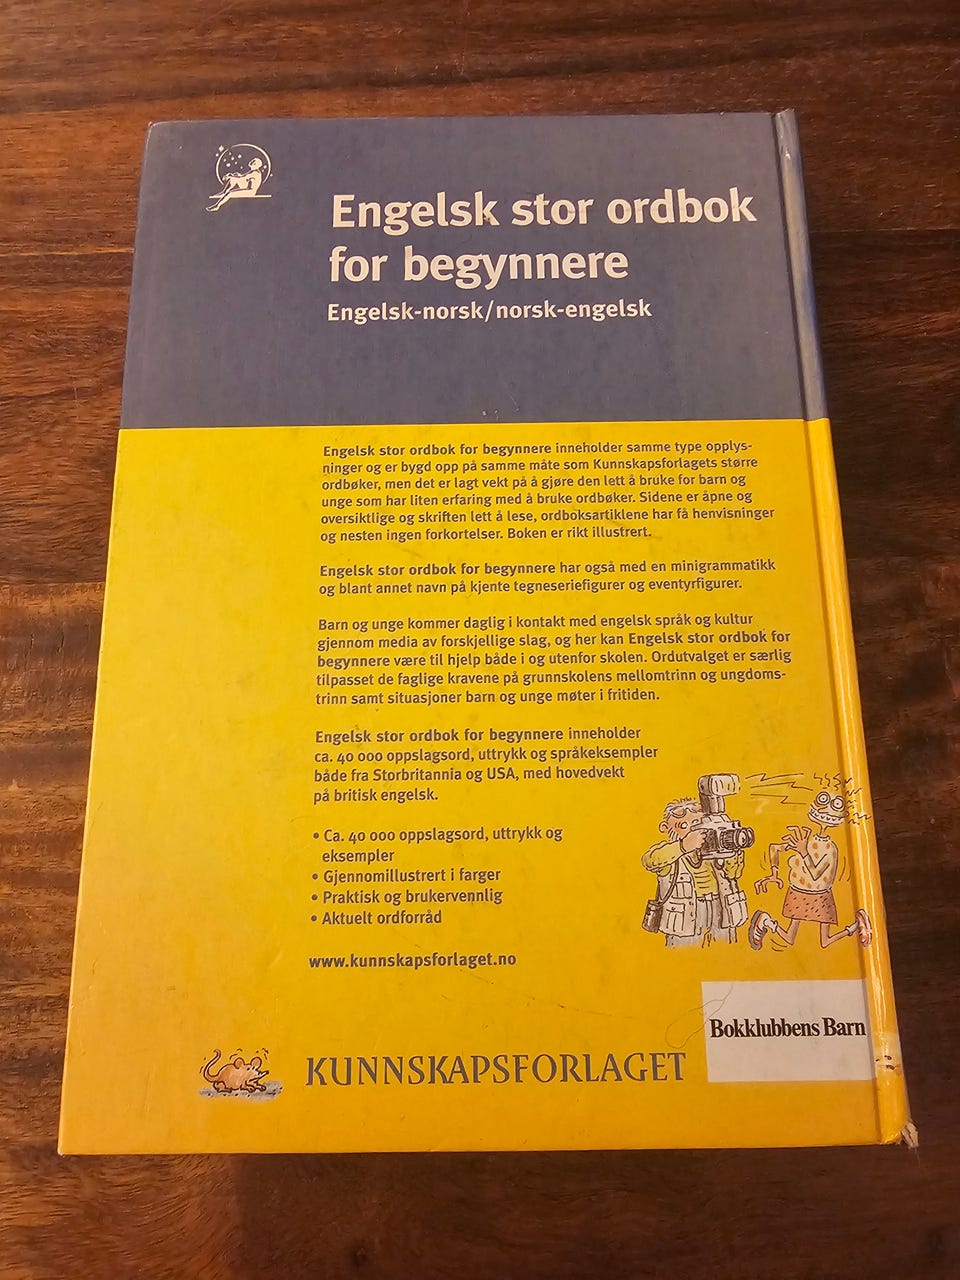 Engelsk stor ordbok
for begynnere
Engelsk-norsk/norsk-engelsk
Engelsk stor ordbok for begynnere inneholder samme type opplys-
ninger og er bygd opp på samme måte som Kunnskapsforlagets større
ordbøker, men det er lagt vekt på å gjøre den lett å bruke for barn og
unge som har liten erfaring med å bruke ordbøker. Sidene er åpne og
oversiktlige og skriften lett å lese, ordboksartiklene har få henvisninger
og nesten ingen forkortelser. Boken er rikt illustrert.
Engelsk stor ordbok for begynnere har også med en minigrammatikk
og blant annet navn på kjente tegneseriefigurer og eventyrfigurer.
Barn og unge kommer daglig i kontakt med engelsk språk og kultur
gjennom media av forskjellige slag, og her kan Engelsk stor ordbok for
begynnere være til hjelp både i og utenfor skolen. Ordutvalget er særlig
tilpasset de faglige kravene på grunnskolens mellomtrinn og ungdoms-
trinn samt situasjoner barn og unge møter i fritiden.
Engelsk stor ordbok for begynnere inneholder
ca. 40 000 oppslagsord, uttrykk og språkeksempler
både fra Storbritannia og USA, med hovedvekt
på britisk engelsk.
• Ca. 40 000 oppslagsord, uttrykk og
eksempler
• Gjennomillustrert i farger
• Praktisk og brukervennlig
• Aktuelt ordforråd
www.kunnskapsforlaget.no
Bokklubbens Barn
KUNNSKAPSFORLAGET